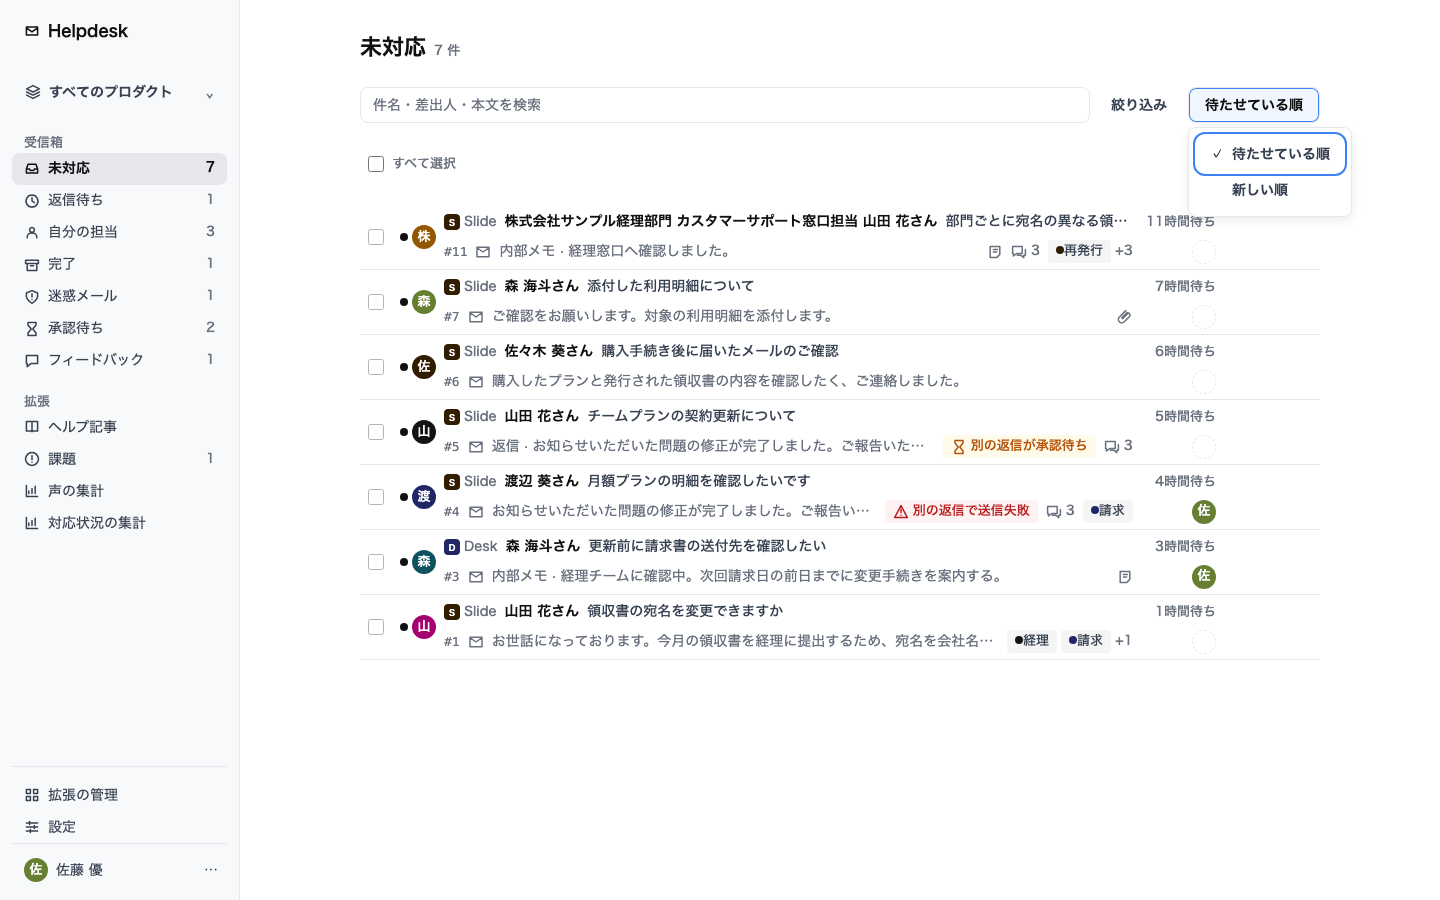 Helpdesk
すべてのプロダクト
受信箱
未対応 7
返信待ち 1
自分の担当 3
完了 1
迷惑メール 1
承認待ち 2
フィードバック 1
拡張
ヘルプ記事
課題 1
声の集計
対応状況の集計
拡張の管理
設定
佐 佐藤 優 …
未対応 7 件
件名・差出人・本文を検索 絞り込み 待たせている順
✓ 待たせている順
新しい順
すべて選択
株 S Slide 株式会社サンプル経理部門 カスタマーサポート窓口担当 山田 花さん 部門ごとに宛名の異なる領… 11時間待ち
#11 内部メモ · 経理窓口へ確認しました。 3 再発行 +3
森 S Slide 森 海斗さん 添付した利用明細について 7時間待ち
#7 ご確認をお願いします。対象の利用明細を添付します。
佐 S Slide 佐々木 葵さん 購入手続き後に届いたメールのご確認 6時間待ち
#6 購入したプランと発行された領収書の内容を確認したく、ご連絡しました。
山 S Slide 山田 花さん チームプランの契約更新について 5時間待ち
#5 返信 · お知らせいただいた問題の修正が完了しました。ご報告いた… 別の返信が承認待ち 3
渡 S Slide 渡辺 葵さん 月額プランの明細を確認したいです 4時間待ち
#4 お知らせいただいた問題の修正が完了しました。ご報告い… 別の返信で送信失敗 3 請求 佐
森 D Desk 森 海斗さん 更新前に請求書の送付先を確認したい 3時間待ち
#3 内部メモ · 経理チームに確認中。次回請求日の前日までに変更手続きを案内する。 佐
山 S Slide 山田 花さん 領収書の宛名を変更できますか 1時間待ち
#1 お世話になっております。今月の領収書を経理に提出するため、宛名を会社名… 経理 請求 +1